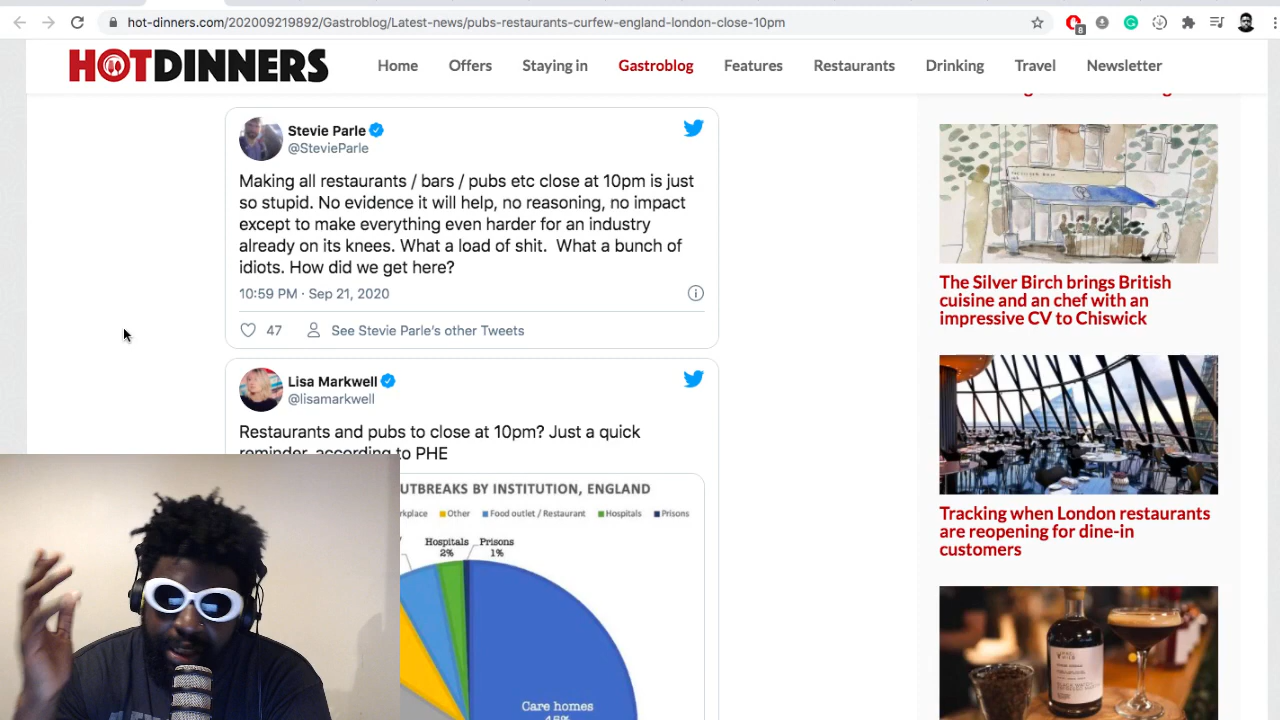 hot-dinners.com/202009219892/Gastroblog/Latest-news/pubs-restaurants-curfew-england-london-close-10pm
8
HOTDINNERS
Home Offers Staying in Gastroblog Features Restaurants Drinking Travel Newsletter
Stevie Parle
@StevieParle
Making all restaurants / bars / pubs etc close at 10pm is just
so stupid. No evidence it will help, no reasoning, no impact
except to make everything even harder for an industry
already on its knees. What a load of shit. What a bunch of
idiots. How did we get here?
10:59 PM · Sep 21, 2020
47 See Stevie Parle's other Tweets
Lisa Markwell
@lisamarkwell
Restaurants and pubs to close at 10pm? Just a quick
reminder, according to PHE
UTBREAKS BY INSTITUTION, ENGLAND
kplace Other Food outlet / Restaurant Hospitals Prisons
Hospitals
2%
Prisons
1%
Care homes
The Silver Birch brings British
cuisine and an chef with an
impressive CV to Chiswick
Tracking when London restaurants
are reopening for dine-in
customers